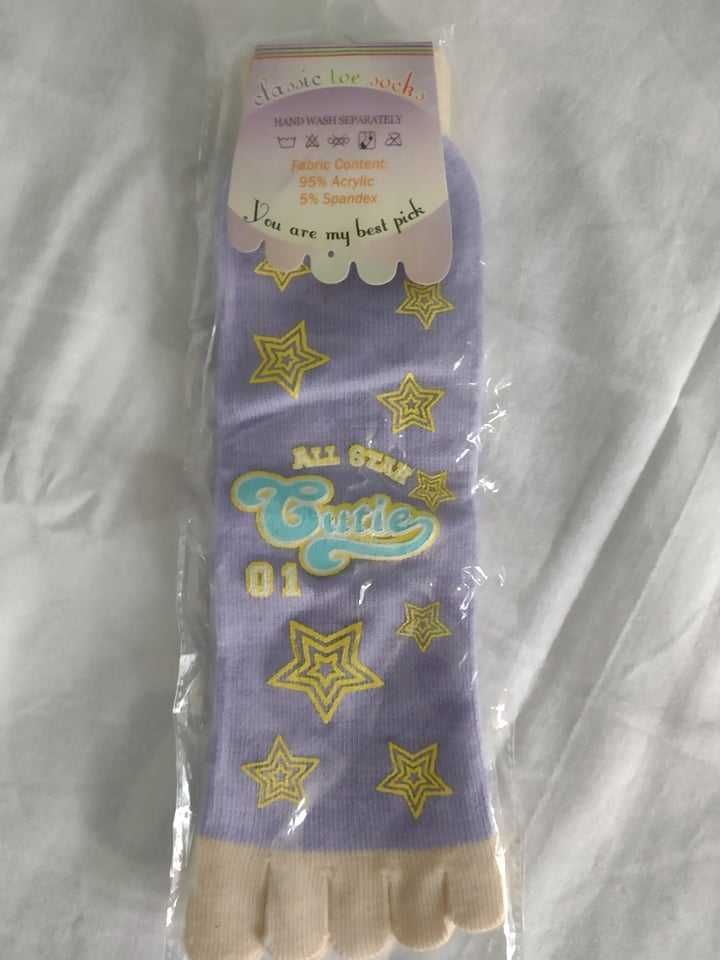 classic toe socks
HAND WASH SEPARATELY
Fabric Content:
95% Acrylic
5% Spandex
You are my best pick
ALL STAR
Cutie
01